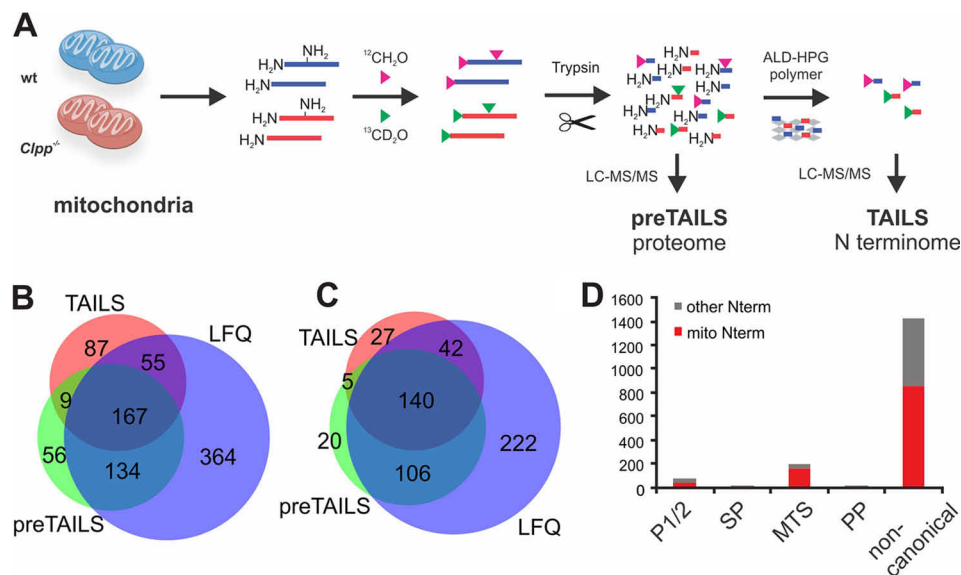 A
wt
Clpp-/-
mitochondria
NH2
H2N
H2N
NH2
H2N
H2N
12CH2O
13CD2O
Trypsin
H2N
H2N
H2N
H2N
H2N
H2N
H2N
H2N
ALD-HPG
polymer
LC-MS/MS
LC-MS/MS
preTAILS
proteome
TAILS
N terminome
B
TAILS
LFQ
87
55
9
167
56
134
364
preTAILS
C
TAILS
27
42
5
140
20
106
222
preTAILS
LFQ
D
other Nterm
mito Nterm
1600
1400
1200
1000
800
600
400
200
0
P1/2
SP
MTS
PP
non-
canonical